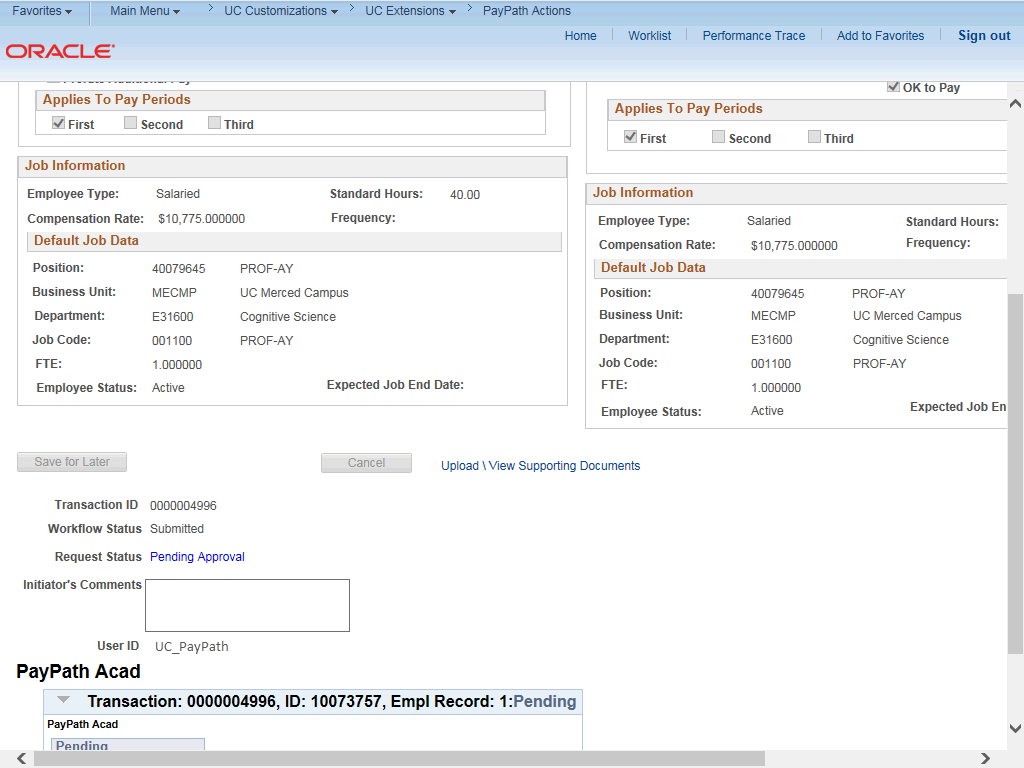 Favorites Main Menu UC Customizations UC Extensions PayPath Actions
Home Worklist Performance Trace Add to Favorites Sign out
ORACLE
OK to Pay
Applies To Pay Periods
First Second Third
Applies To Pay Periods
First Second Third
Job Information
Employee Type: Salaried Standard Hours: 40.00
Compensation Rate: $10,775.000000 Frequency:
Default Job Data
Position: 40079645 PROF-AY
Business Unit: MECMP UC Merced Campus
Department: E31600 Cognitive Science
Job Code: 001100 PROF-AY
FTE: 1.000000
Employee Status: Active Expected Job End Date:
Job Information
Employee Type: Salaried Standard Hours:
Compensation Rate: $10,775.000000 Frequency:
Default Job Data
Position: 40079645 PROF-AY
Business Unit: MECMP UC Merced Campus
Department: E31600 Cognitive Science
Job Code: 001100 PROF-AY
FTE: 1.000000
Employee Status: Active Expected Job En
Save for Later Cancel Upload \ View Supporting Documents
Transaction ID 0000004996
Workflow Status Submitted
Request Status Pending Approval
Initiator's Comments
User ID UC_PayPath
PayPath Acad
Transaction: 0000004996, ID: 10073757, Empl Record: 1:Pending
PayPath Acad
Pending